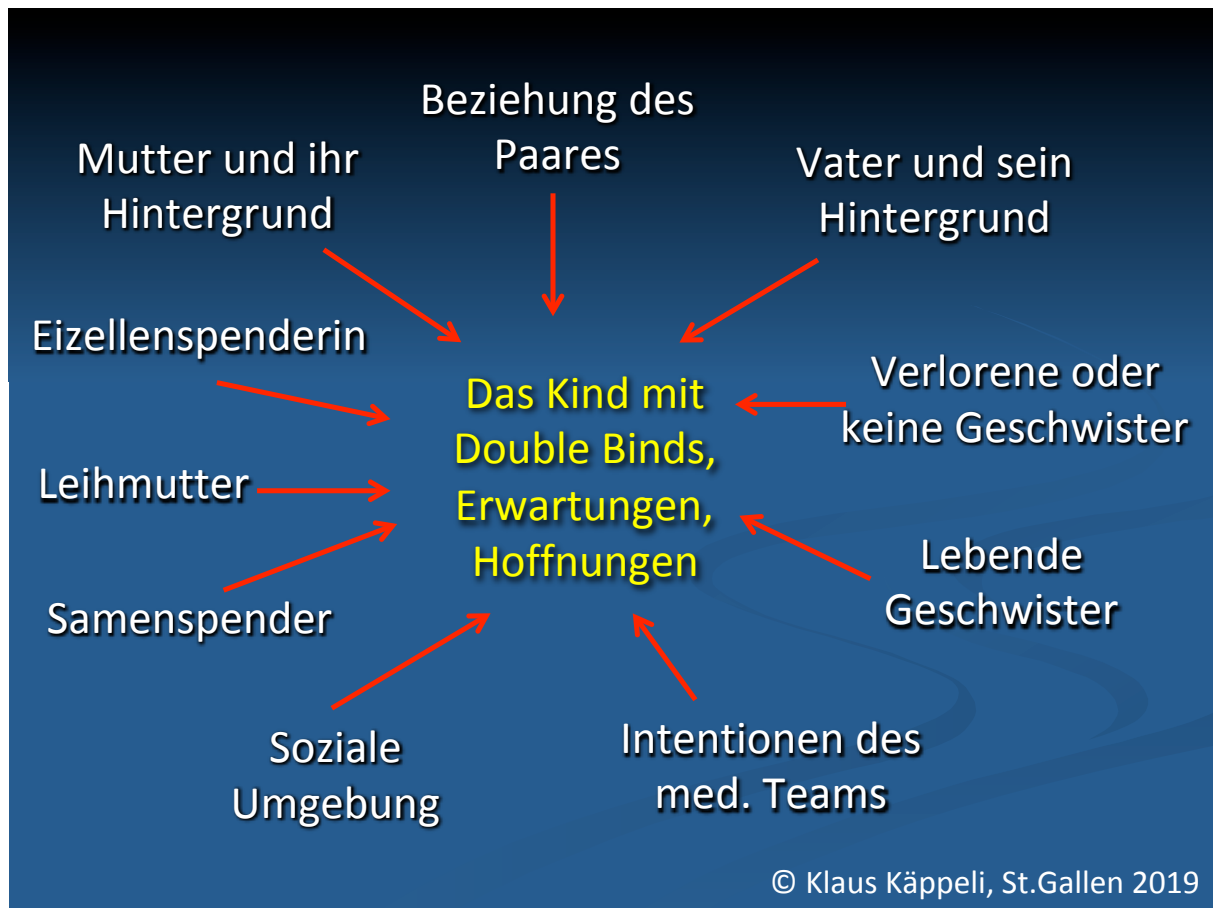 Beziehung des
Paares
Mutter und ihr
Hintergrund
Vater und sein
Hintergrund
Eizellenspenderin
Verlorene oder
keine Geschwister
Das Kind mit
Double Binds,
Erwartungen,
Hoffnungen
Leihmutter
Lebende
Geschwister
Samenspender
Soziale
Umgebung
Intentionen des
med. Teams
© Klaus Käppeli, St.Gallen 2019